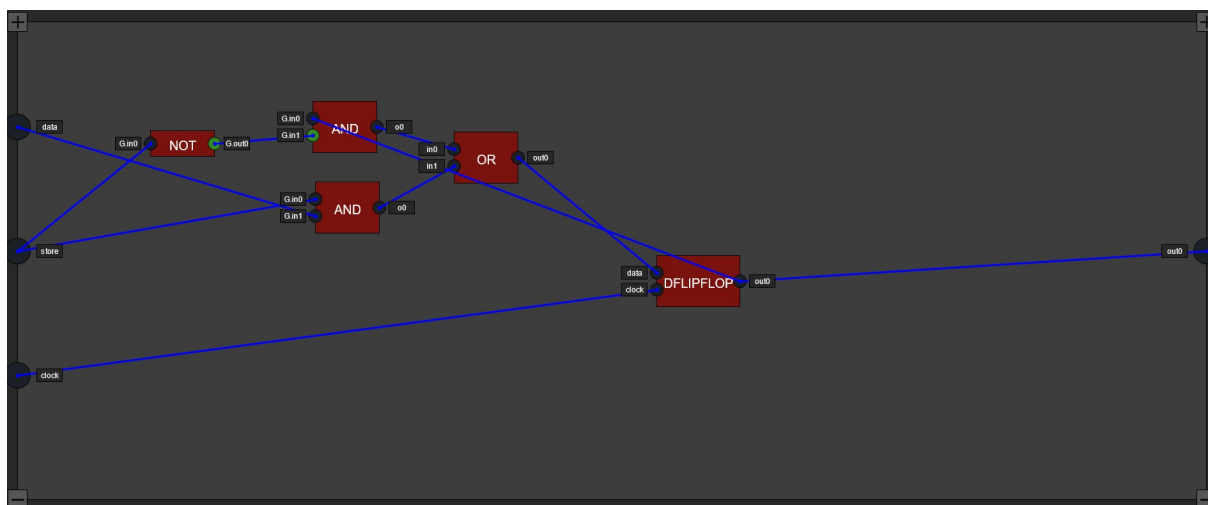 data
G.in0
NOT
G.out0
G.in0
G.in1
AND
o0
in0
in1
OR
out0
G.in0
G.in1
AND
o0
store
out0
data
clock
DFLIPFLOP
out0
clock